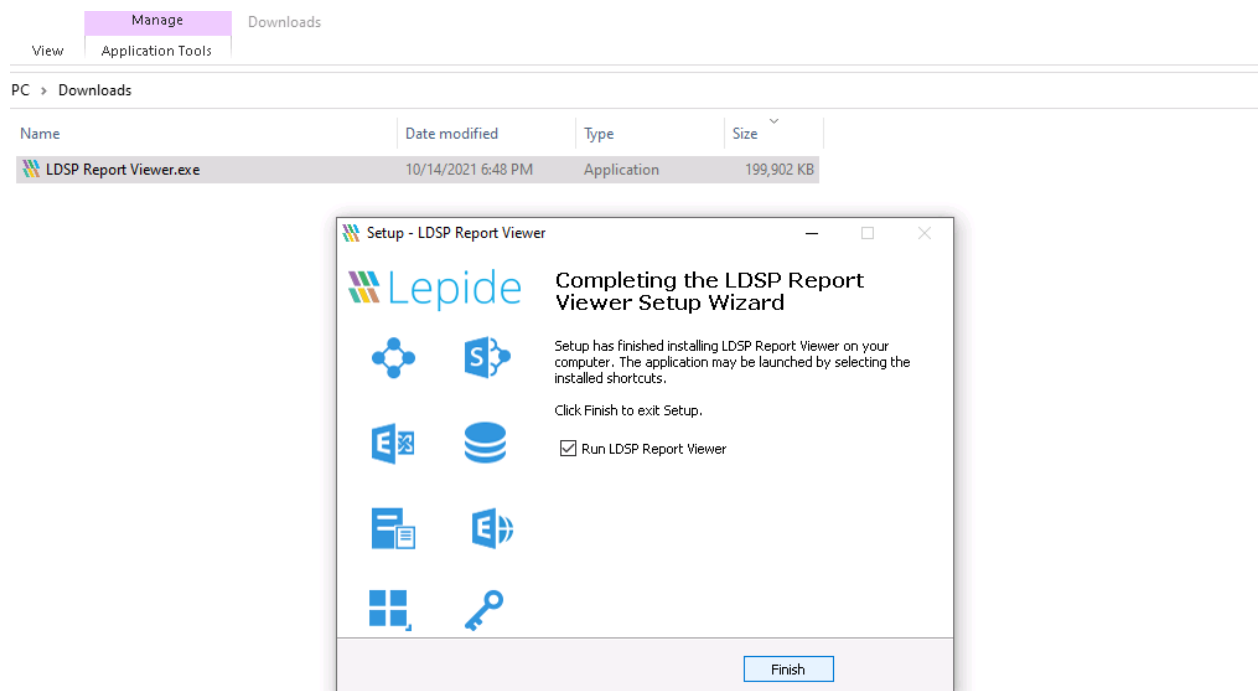 Manage Downloads
View Application Tools
PC > Downloads
Name Date modified Type Size
LDSP Report Viewer.exe 10/14/2021 6:48 PM Application 199,902 KB
Setup - LDSP Report Viewer
Lepide
Completing the LDSP Report
Viewer Setup Wizard
Setup has finished installing LDSP Report Viewer on your
computer. The application may be launched by selecting the
installed shortcuts.
Click Finish to exit Setup.
Run LDSP Report Viewer
S
E
E
Finish